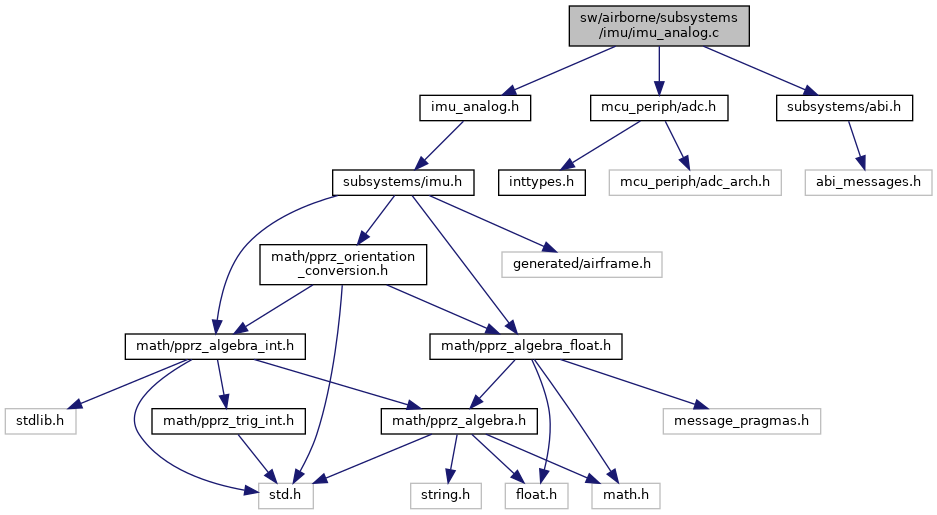 sw/airborne/subsystems
/imu/imu_analog.c
imu_analog.h
mcu_periph/adc.h
subsystems/abi.h
subsystems/imu.h
inttypes.h
mcu_periph/adc_arch.h
abi_messages.h
math/pprz_orientation
_conversion.h
generated/airframe.h
math/pprz_algebra_int.h
math/pprz_algebra_float.h
stdlib.h
math/pprz_trig_int.h
math/pprz_algebra.h
message_pragmas.h
std.h
string.h
float.h
math.h